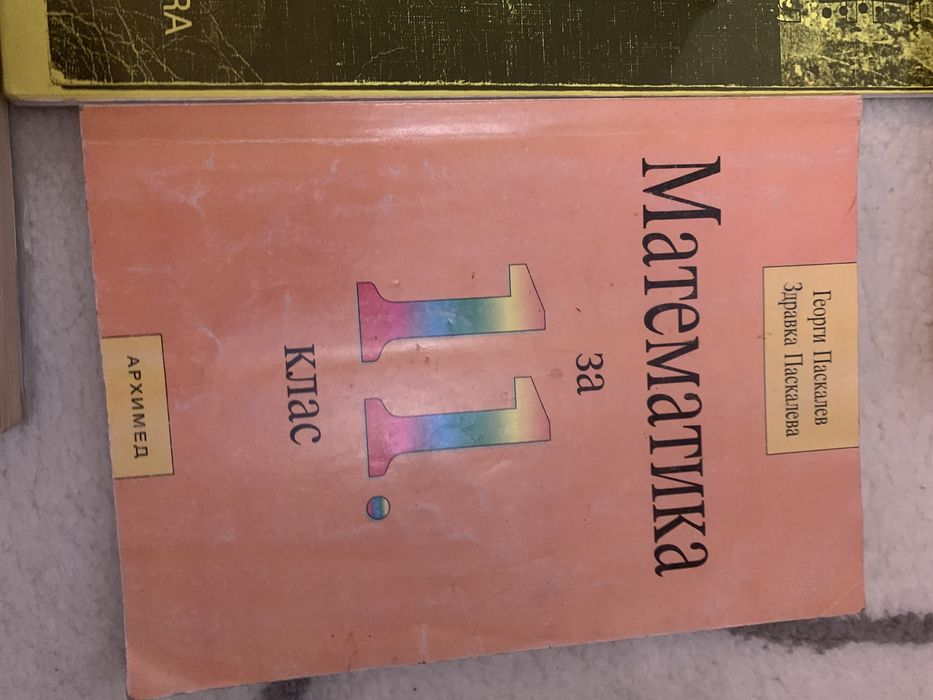 RA
Георги Паскалев
Здравка Паскалева
Математика
за
11.
клас
АРХИМЕД